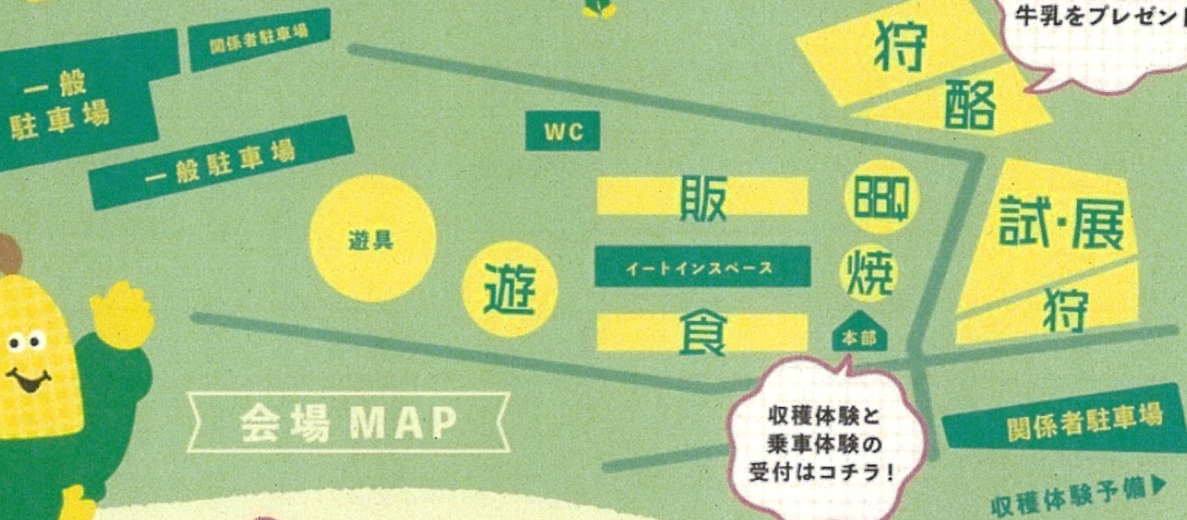 牛乳をプレゼント
関係者駐車場
一般
駐車場
一般駐車場
狩
酪
WC
販
BBQ
試・展
遊具
遊
イートインスペース
焼
狩
食
本部
会場MAP
収穫体験と
乗車体験の
受付はコチラ!
関係者駐車場
収穫体験予備▶